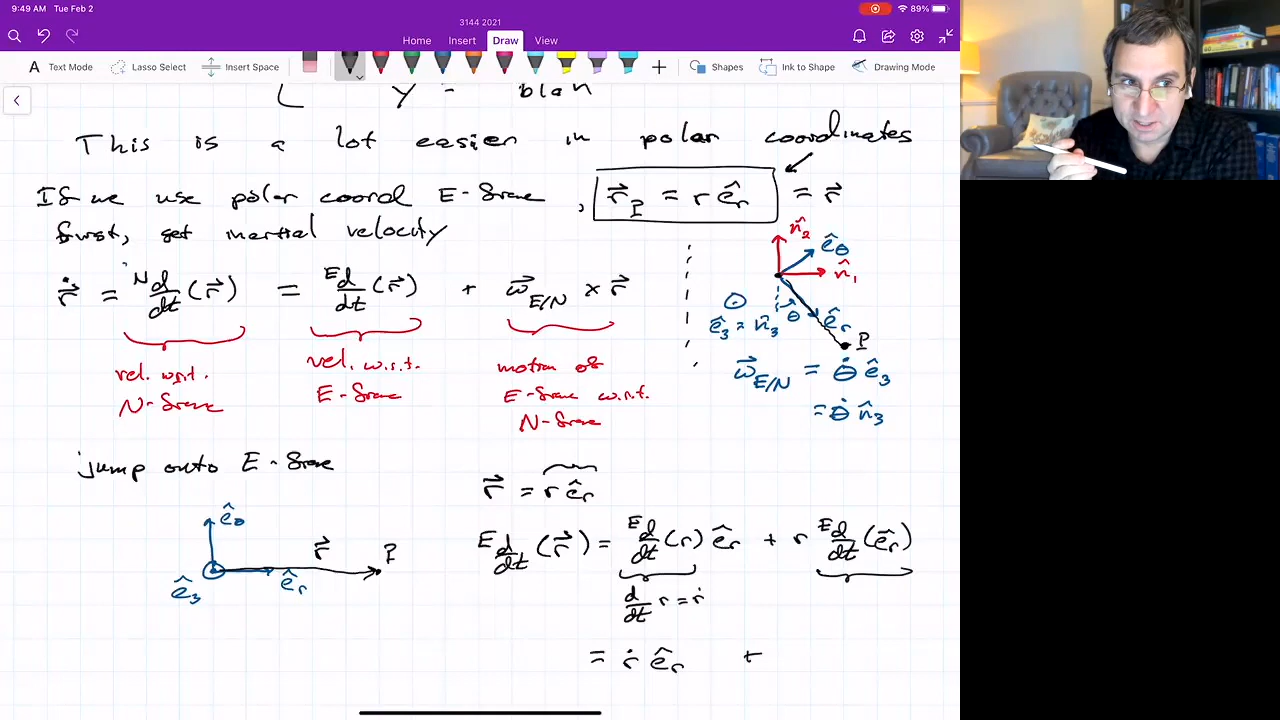 9:49 AM Tue Feb 2
89%
3144 2021
Home Insert Draw View
Text Mode Lasso Select Insert Space Shapes Ink to Shape Drawing Mode
y = blah
This is a lot easier in polar coordinates
If we use polar coord E-frame, r⃗_P = r ê_r = r⃗
first, get inertial velocity
r⃗̇ = ᴺd/dt (r⃗) = ᴱd/dt (r⃗) + ω⃗_E/N × r⃗
vel. w.r.t. N-frame
vel. w.r.t. E-frame
motion of E-frame w.r.t. N-frame
n̂_2
ê_θ
n̂_1
θ
ê_r
P
ê_3 = n̂_3
ω⃗_E/N = θ̇ ê_3
= θ̇ n̂_3
jump onto E-frame
r⃗ = r ê_r
ê_θ
r⃗
P
ê_3
ê_r
ᴱd/dt (r⃗) = ᴱd/dt (r) ê_r + r ᴱd/dt (ê_r)
d/dt r = ṙ
= ṙ ê_r +